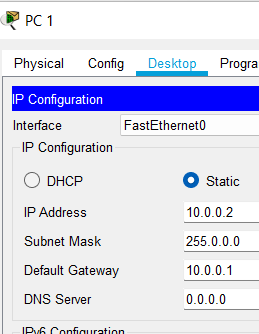 PC 1
Physical Config Desktop Progra
IP Configuration
Interface FastEthernet0
IP Configuration
DHCP Static
IP Address 10.0.0.2
Subnet Mask 255.0.0.0
Default Gateway 10.0.0.1
DNS Server 0.0.0.0
IPv6 Configuration